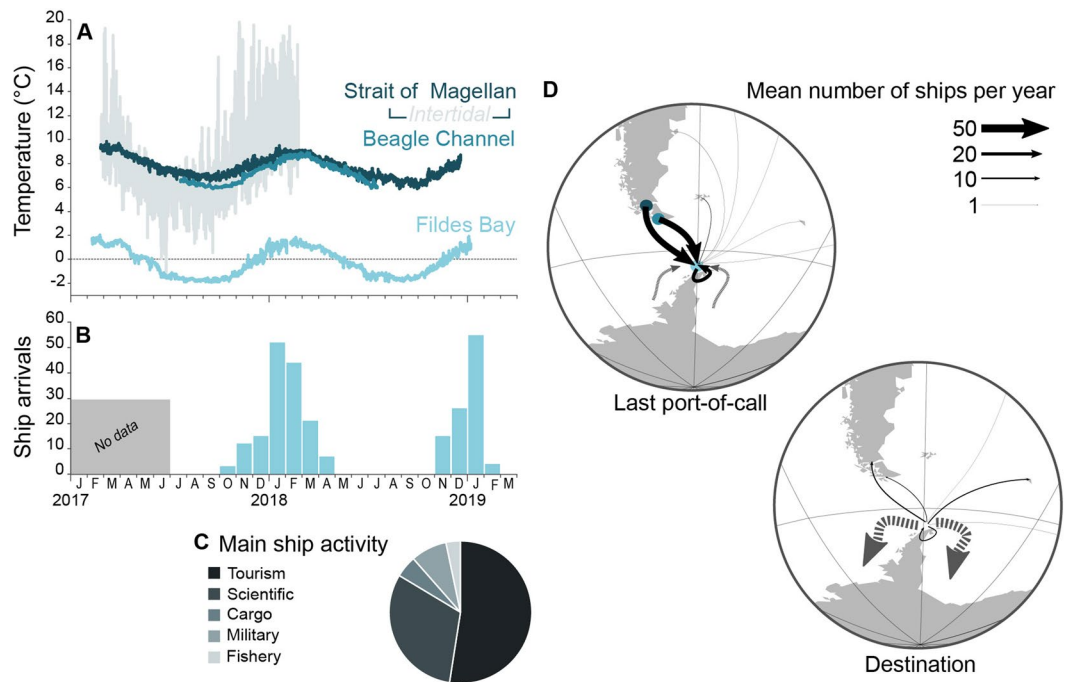 A
Temperature (°C)
20
18
16
14
12
10
8
6
4
2
0
-2
Strait of Magellan
Intertidal
Beagle Channel
Fildes Bay
B
Ship arrivals
60
50
40
30
20
10
0
No data
J F M A M J J A S O N D J F M A M J J A S O N D J F M
2017 2018 2019
C Main ship activity
Tourism
Scientific
Cargo
Military
Fishery
D
Mean number of ships per year
50
20
10
1
Last port-of-call
Destination